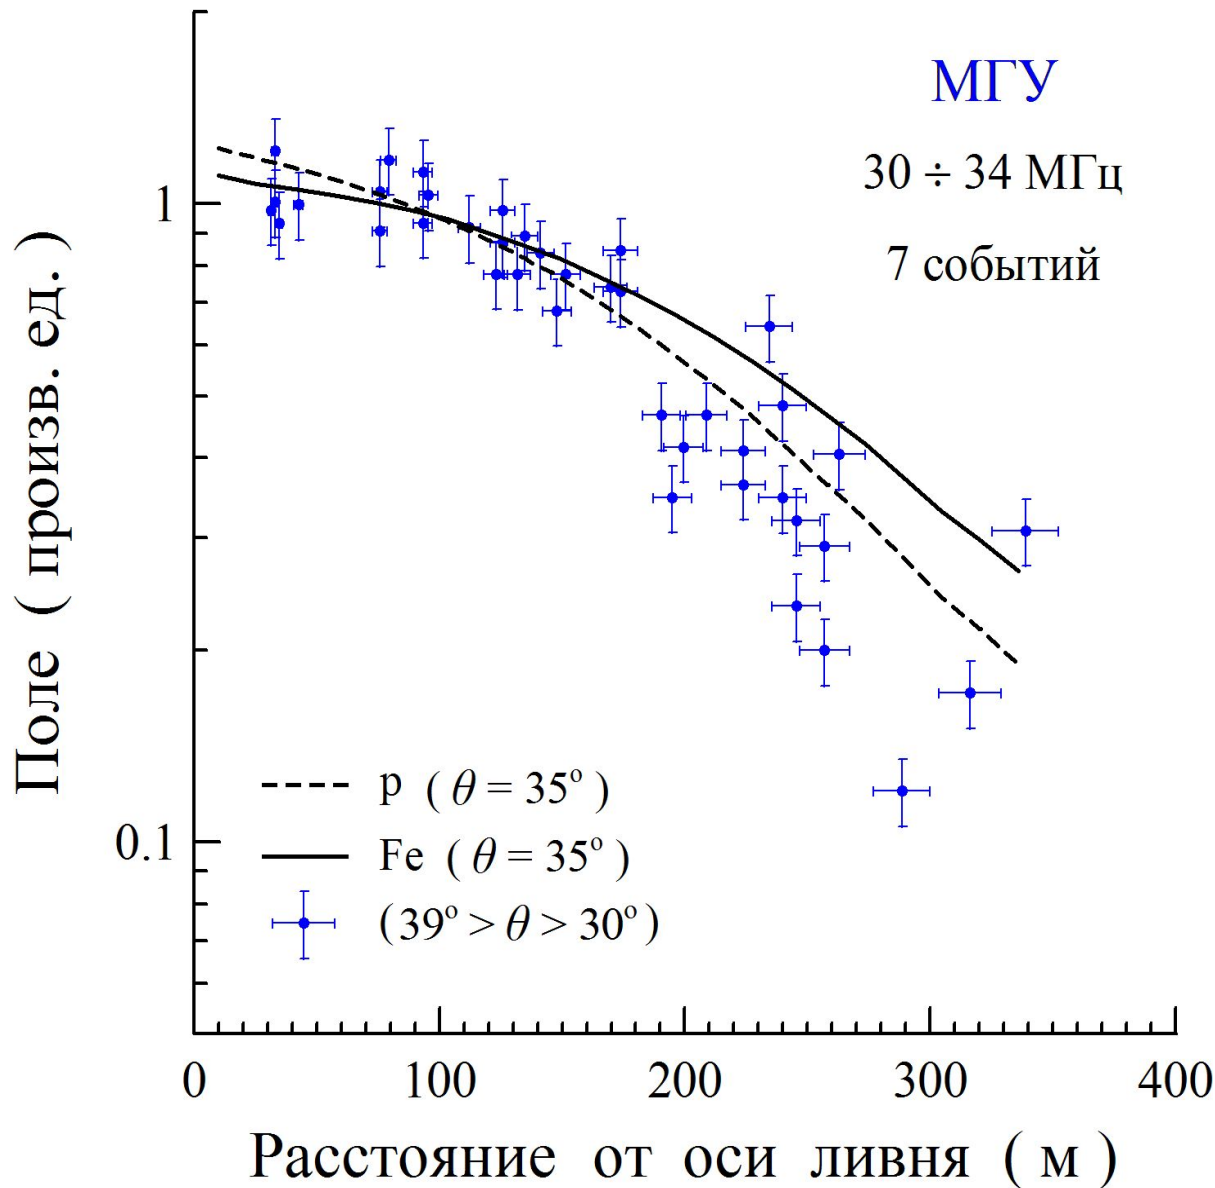 МГУ
30 ÷ 34 МГц
7 событий
Поле ( произв. ед. )
1
0.1
p ( θ = 35° )
Fe ( θ = 35° )
(39° > θ > 30°)
0 100 200 300 400
Расстояние от оси ливня ( м )